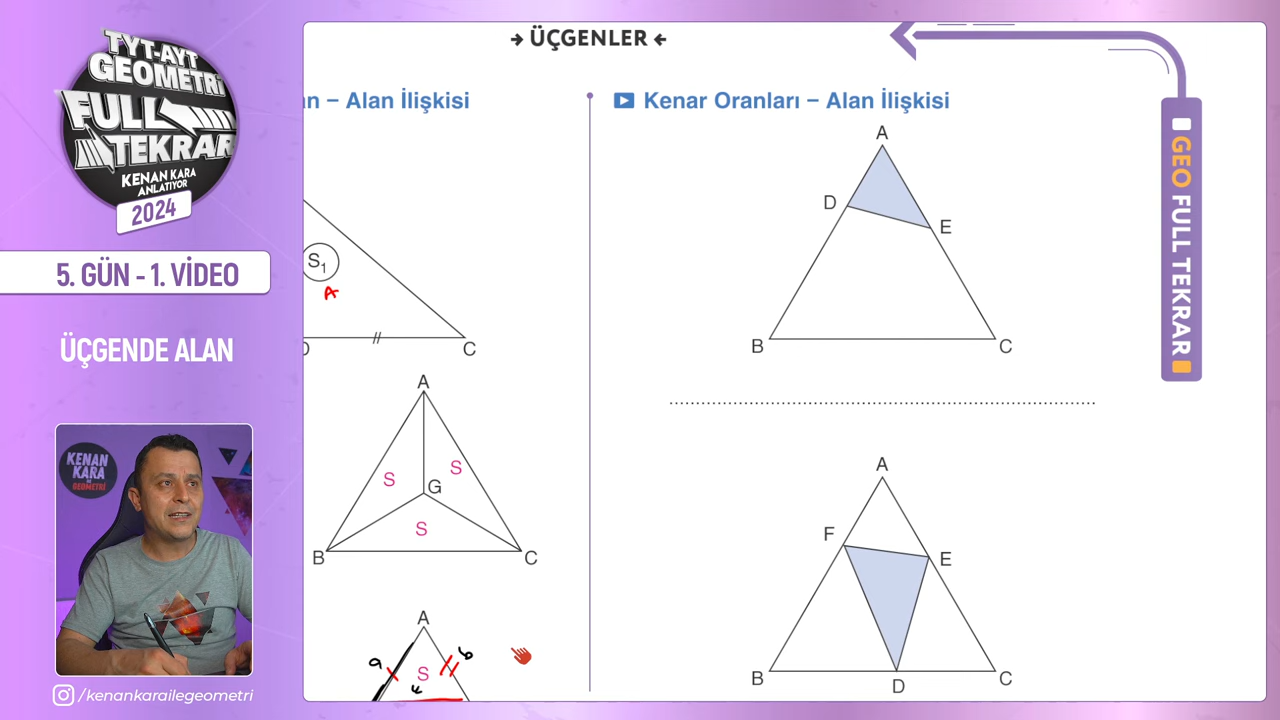 TYT-AYT
GEOMETRİ
FULL
TEKRAR
KENAN KARA
ANLATIYOR
2024
5. GÜN - 1. VİDEO
ÜÇGENDE ALAN
KENAN
KARA
GEOMETRİ
/kenankarailegeometri
→ ÜÇGENLER ←
n – Alan İlişkisi
S1
A
C
A
S
S
G
S
B
C
A
S
6
Kenar Oranları – Alan İlişkisi
A
D
E
B
C
A
F
E
B
D
C
GEO FULL TEKRAR